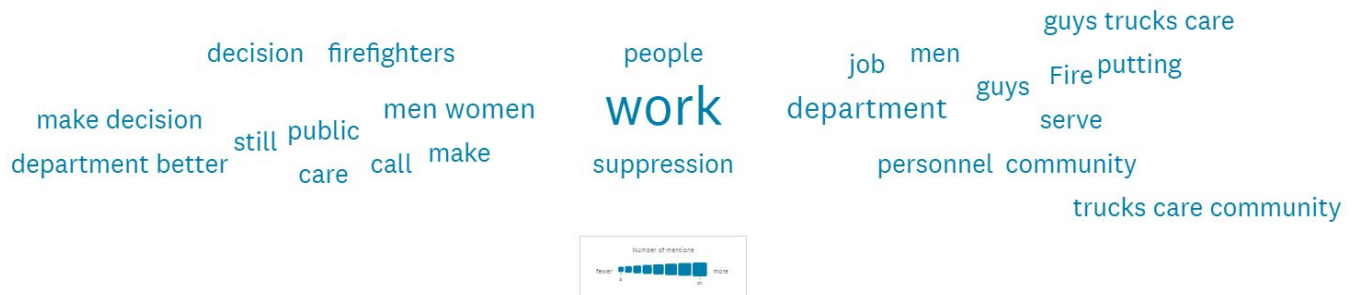 guys trucks care
decision firefighters people job men Fire putting
guys
make decision men women work department serve
still public
department better care call make suppression personnel community
trucks care community
Number of mentions
fewer more